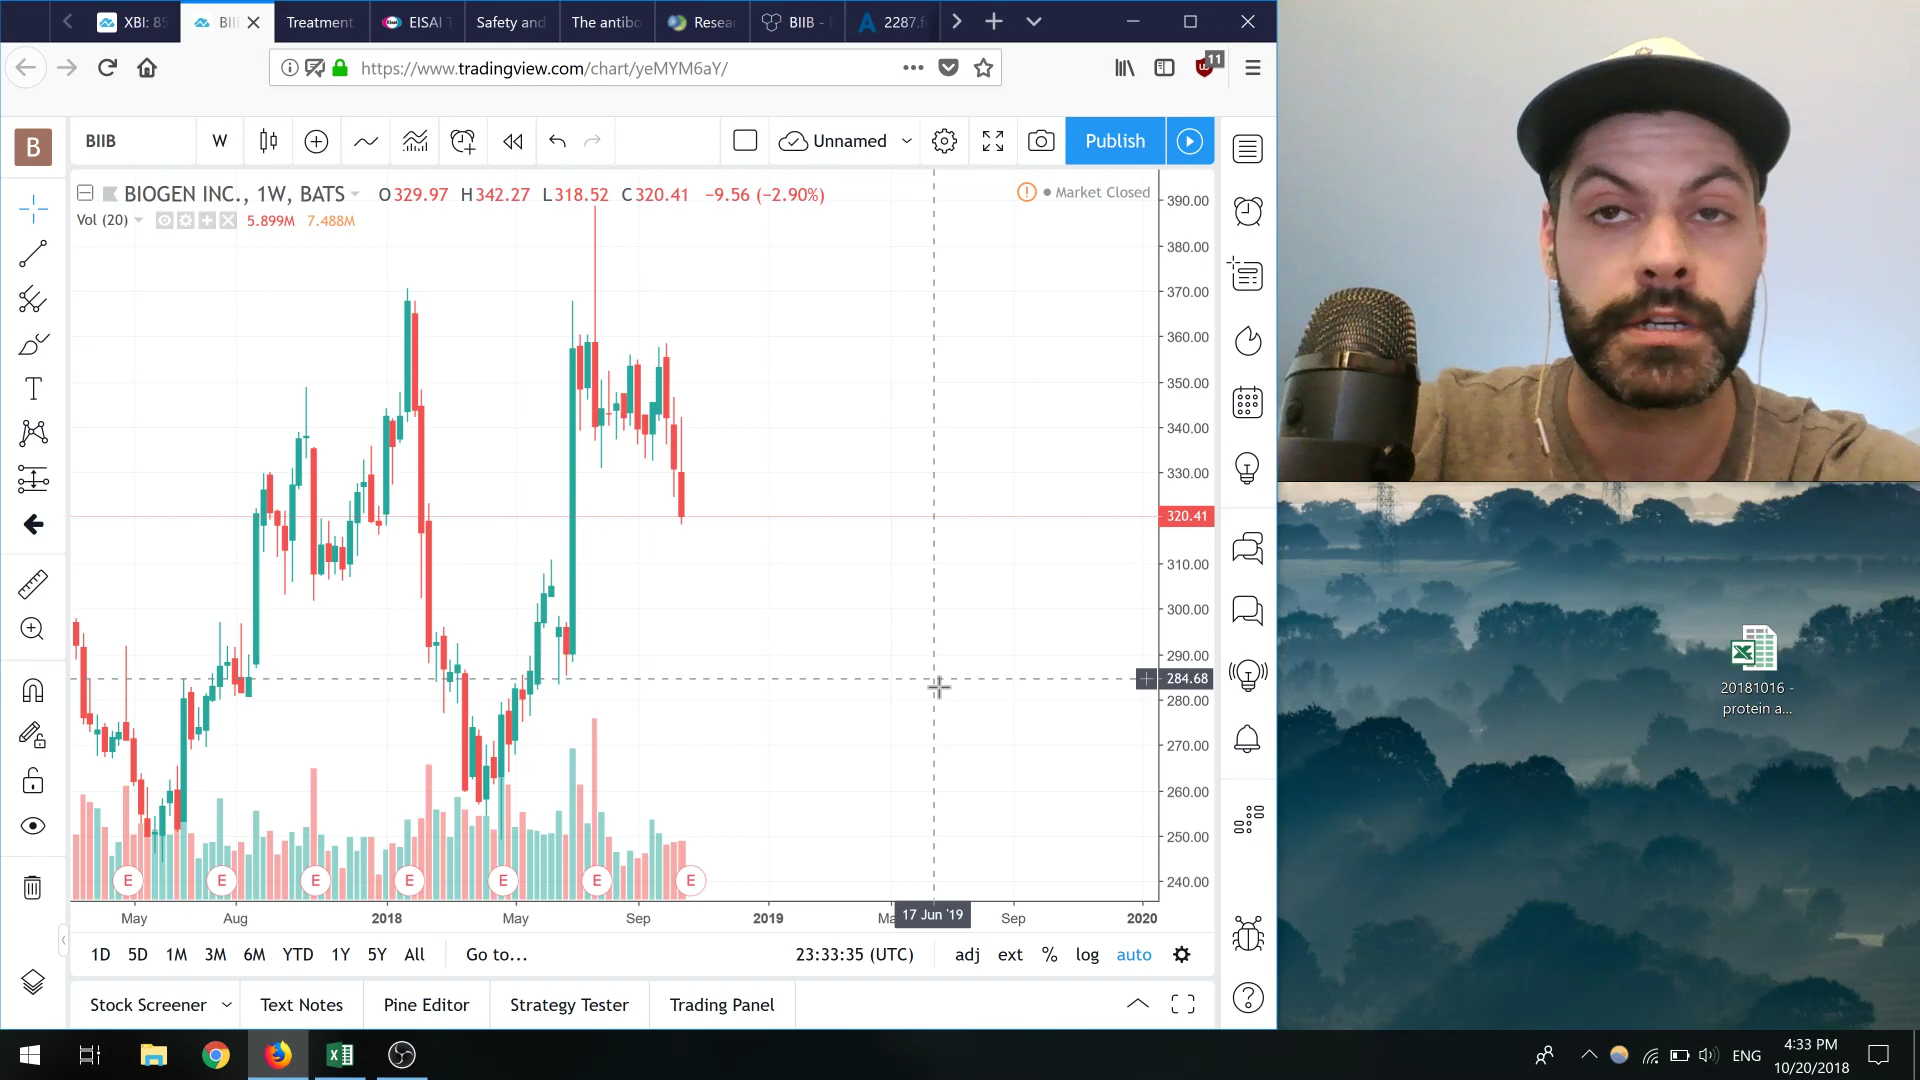 XBI: 85
BIIB
Treatment
EISAI T
Safety and
The antibo
Resear
BIIB -
2287.f
https://www.tradingview.com/chart/yeMYM6aY/
11
B
BIIB
W
Unnamed
Publish
BIOGEN INC., 1W, BATS O329.97 H342.27 L318.52 C320.41 −9.56 (−2.90%)
Market Closed
Vol (20) 5.899M 7.488M
390.00
380.00
370.00
360.00
350.00
340.00
330.00
320.41
310.00
300.00
290.00
284.68
280.00
270.00
260.00
250.00
240.00
E E E E E E E
May Aug 2018 May Sep 2019 Ma 17 Jun '19 Sep 2020
1D 5D 1M 3M 6M YTD 1Y 5Y All Go to... 23:33:35 (UTC) adj ext % log auto
Stock Screener Text Notes Pine Editor Strategy Tester Trading Panel
20181016 -
protein a...
ENG
4:33 PM
10/20/2018